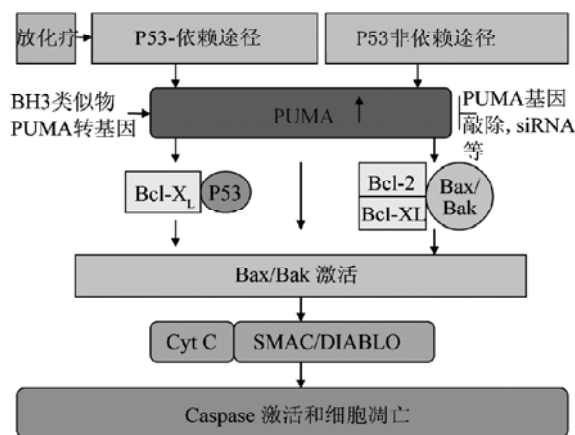 放化疗
P53-依赖途径
P53非依赖途径
BH3类似物
PUMA转基因
PUMA
PUMA基因
敲除, siRNA
等
Bcl-XL
P53
Bcl-2
Bcl-XL
Bax/
Bak
Bax/Bak 激活
Cyt C
SMAC/DIABLO
Caspase 激活和细胞凋亡